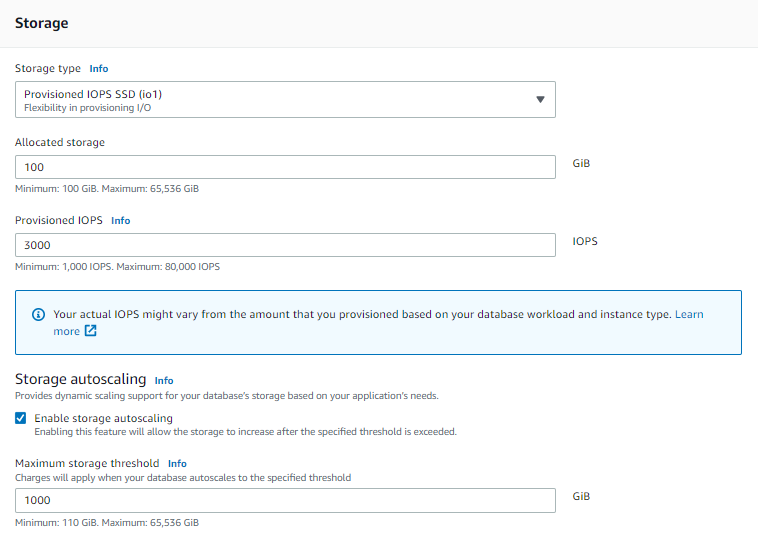 Storage
Storage type Info
Provisioned IOPS SSD (io1)
Flexibility in provisioning I/O
Allocated storage
100
GiB
Minimum: 100 GiB. Maximum: 65,536 GiB
Provisioned IOPS Info
3000
IOPS
Minimum: 1,000 IOPS. Maximum: 80,000 IOPS
Your actual IOPS might vary from the amount that you provisioned based on your database workload and instance type. Learn
more
Storage autoscaling Info
Provides dynamic scaling support for your database's storage based on your application's needs.
Enable storage autoscaling
Enabling this feature will allow the storage to increase after the specified threshold is exceeded.
Maximum storage threshold Info
Charges will apply when your database autoscales to the specified threshold
1000
GiB
Minimum: 110 GiB. Maximum: 65,536 GiB